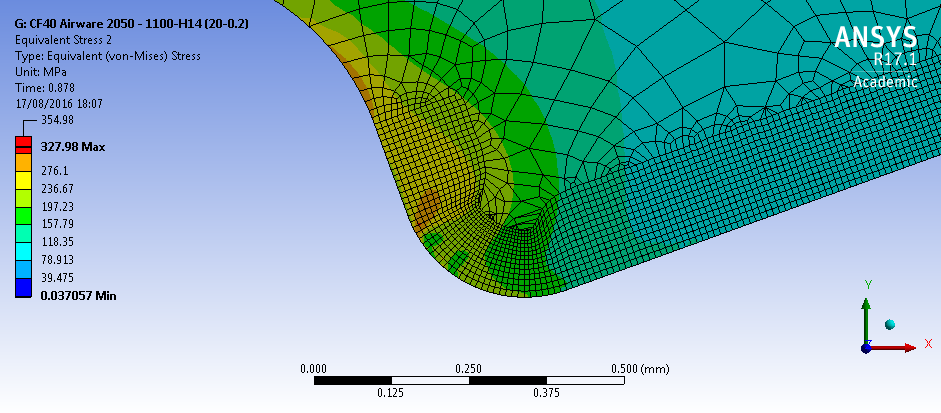 G: CF40 Airware 2050 - 1100-H14 (20-0.2)
Equivalent Stress 2
Type: Equivalent (von-Mises) Stress
Unit: MPa
Time: 0.878
17/08/2016 18:07
354.98
327.98 Max
276.1
236.67
197.23
157.79
118.35
78.913
39.475
0.037057 Min
ANSYS
R17.1
Academic
Y
X
Z
0.000
0.250
0.500 (mm)
0.125
0.375